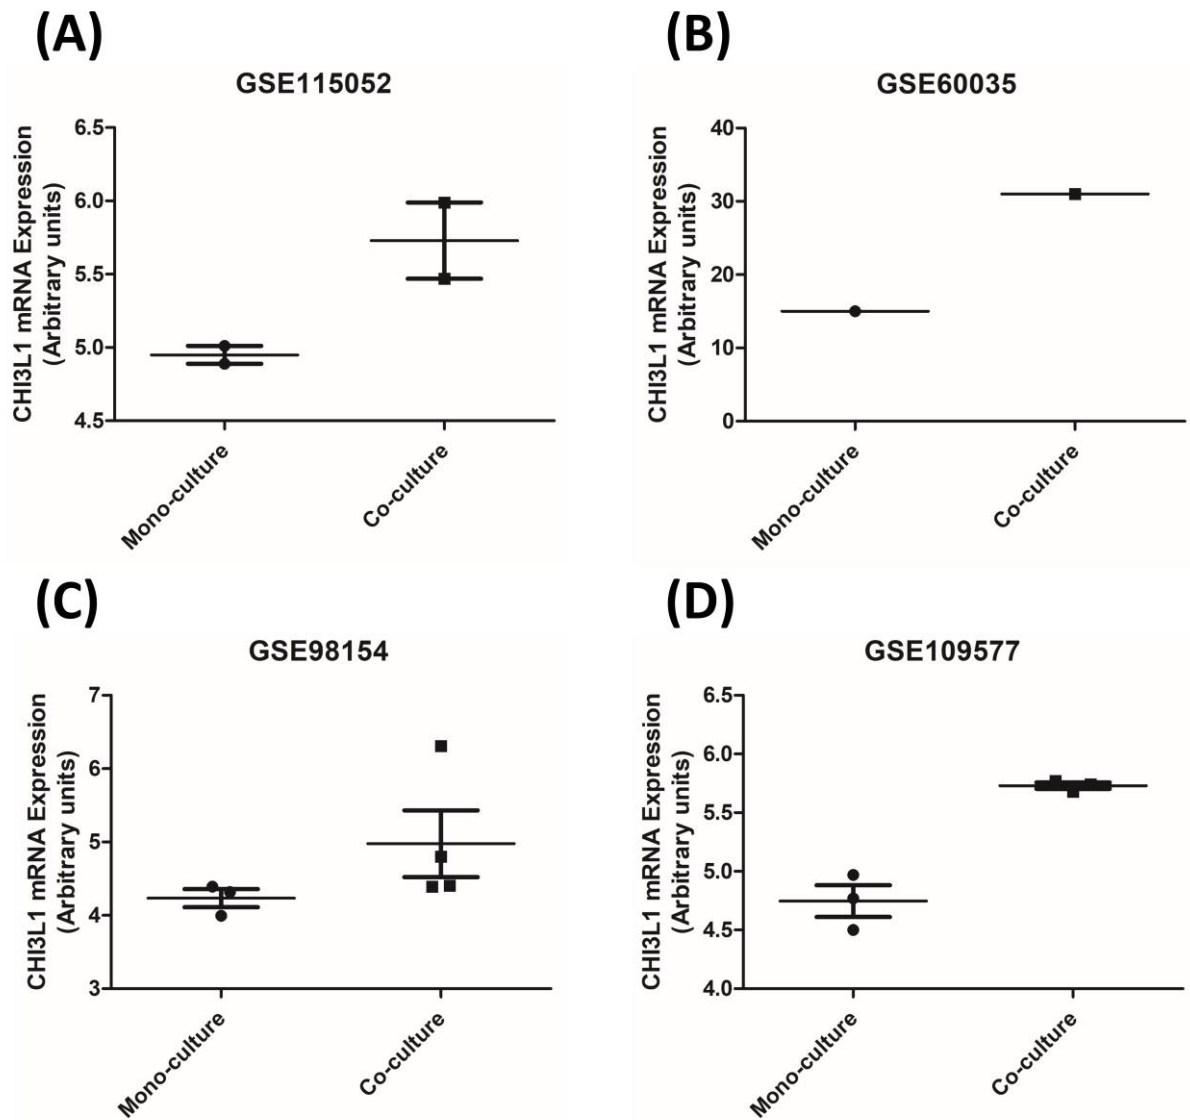 (A)
GSE115052
CHI3L1 mRNA Expression
(Arbitrary units)
6.5
6.0
5.5
5.0
4.5
Mono-culture
Co-culture
(B)
GSE60035
CHI3L1 mRNA Expression
(Arbitrary units)
40
30
20
10
0
Mono-culture
Co-culture
(C)
GSE98154
CHI3L1 mRNA Expression
(Arbitrary units)
7
6
5
4
3
Mono-culture
Co-culture
(D)
GSE109577
CHI3L1 mRNA Expression
(Arbitrary units)
6.5
6.0
5.5
5.0
4.5
4.0
Mono-culture
Co-culture